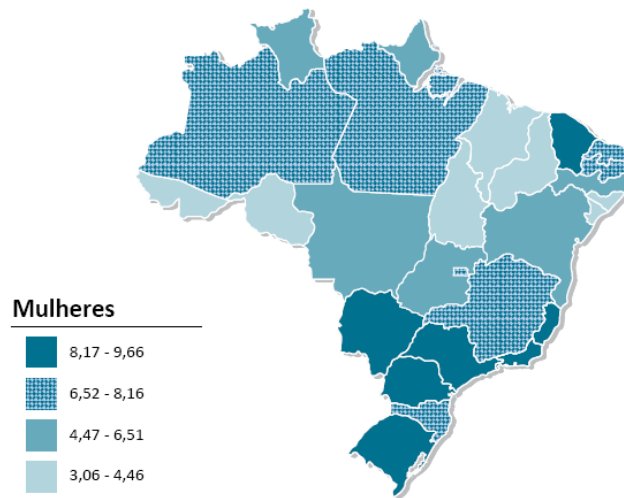 Mulheres
8,17 - 9,66
6,52 - 8,16
4,47 - 6,51
3,06 - 4,46